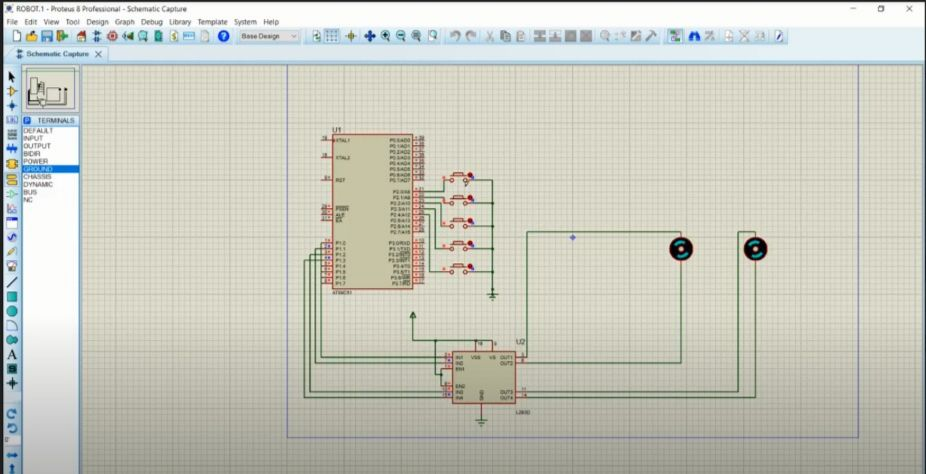 ROBOT.1 - Proteus 8 Professional - Schematic Capture
File Edit View Tool Design Graph Debug Library Template System Help
Base Design
Schematic Capture
P TERMINALS
DEFAULT
INPUT
OUTPUT
BIDIR
POWER
GROUND
CHASSIS
DYNAMIC
BUS
NC
U1
XTAL1
XTAL2
RST
PSEN
ALE
EA
P1.0
P1.1
P1.2
P1.3
P1.4
P1.5
P1.6
P1.7
P0.0/AD0
P0.1/AD1
P0.2/AD2
P0.3/AD3
P0.4/AD4
P0.5/AD5
P0.6/AD6
P0.7/AD7
P2.0/A8
P2.1/A9
P2.2/A10
P2.3/A11
P2.4/A12
P2.5/A13
P2.6/A14
P2.7/A15
P3.0/RXD
P3.1/TXD
AT89C51
U2
IN1
IN2
EN1
EN2
IN3
IN4
VSS
VS
OUT1
OUT2
OUT3
OUT4
GND
L293D
A